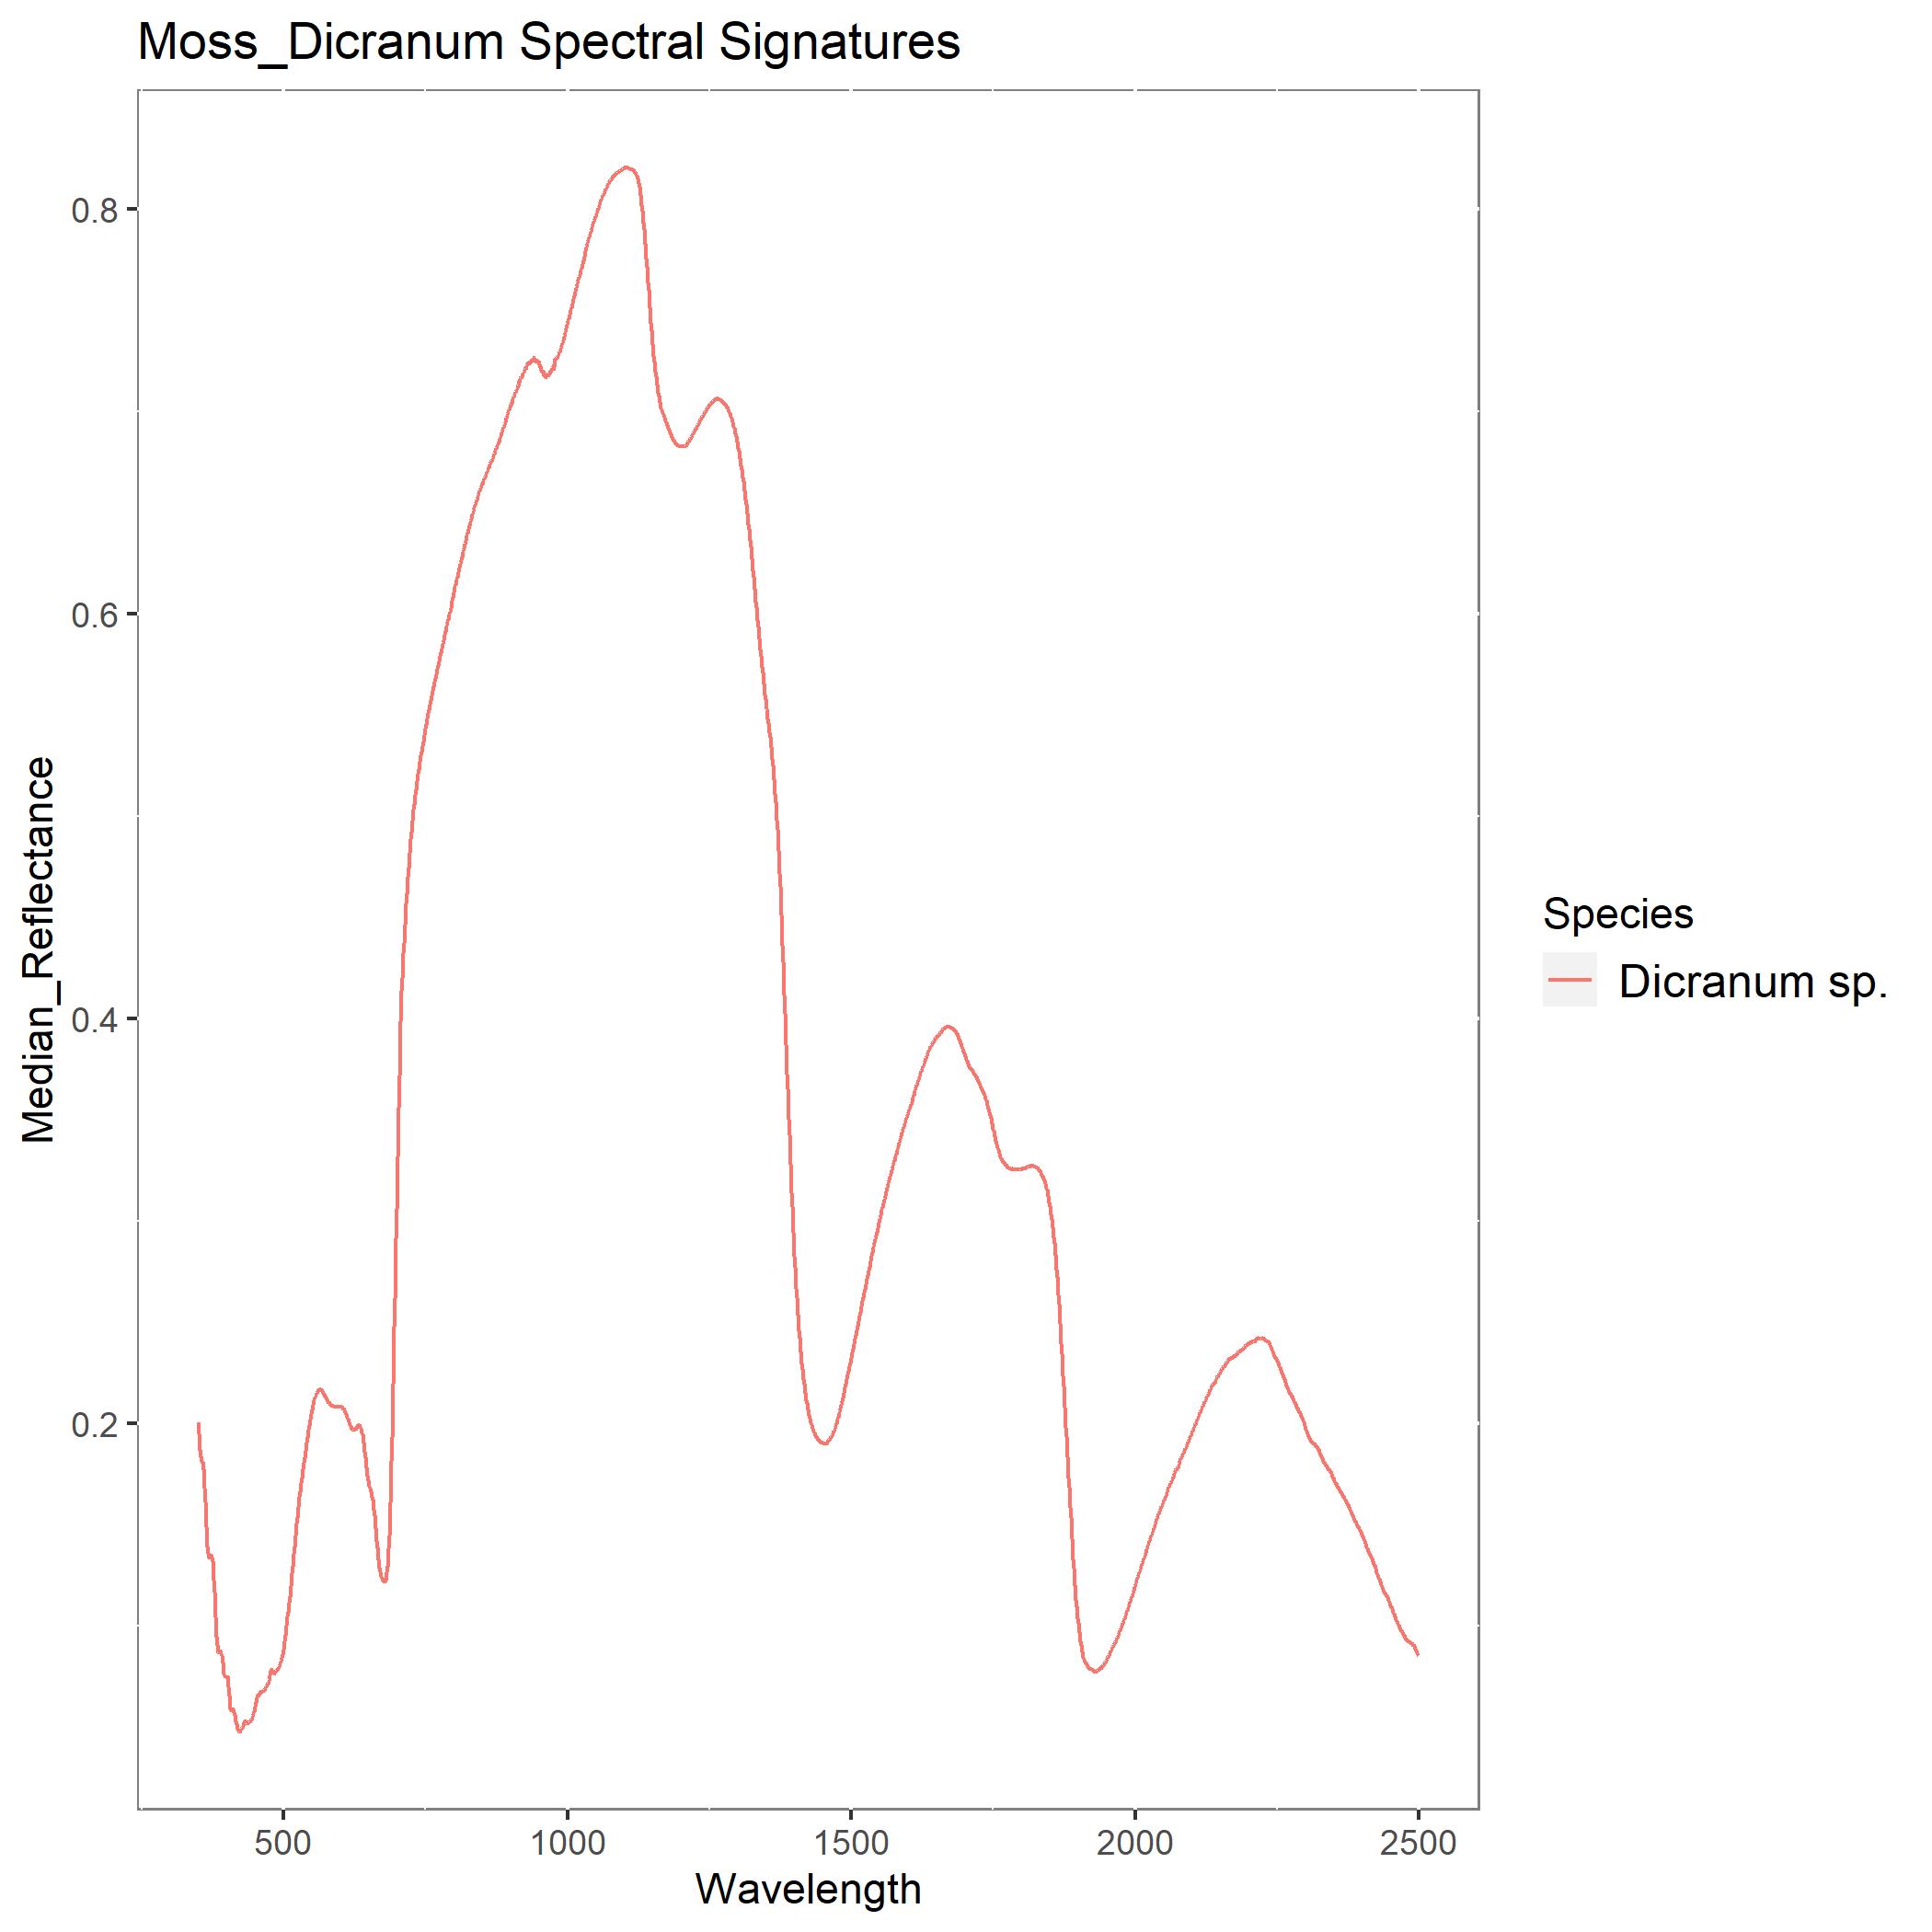 Moss_Dicranum Spectral Signatures
0.8
0.6
0.4
0.2
Median_Reflectance
500 1000 1500 2000 2500
Wavelength
Species
Dicranum sp.